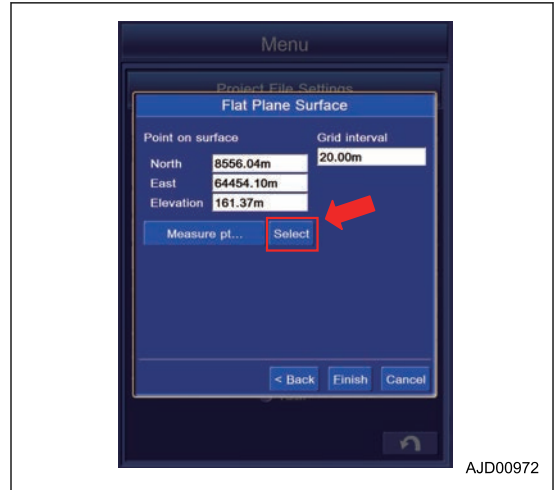 Menu
Project File Settings
Flat Plane Surface
Point on surface Grid interval
North 8556.04m 20.00m
East 64454.10m
Elevation 161.37m
Measure pt... Select
< Back Finish Cancel
AJD00972